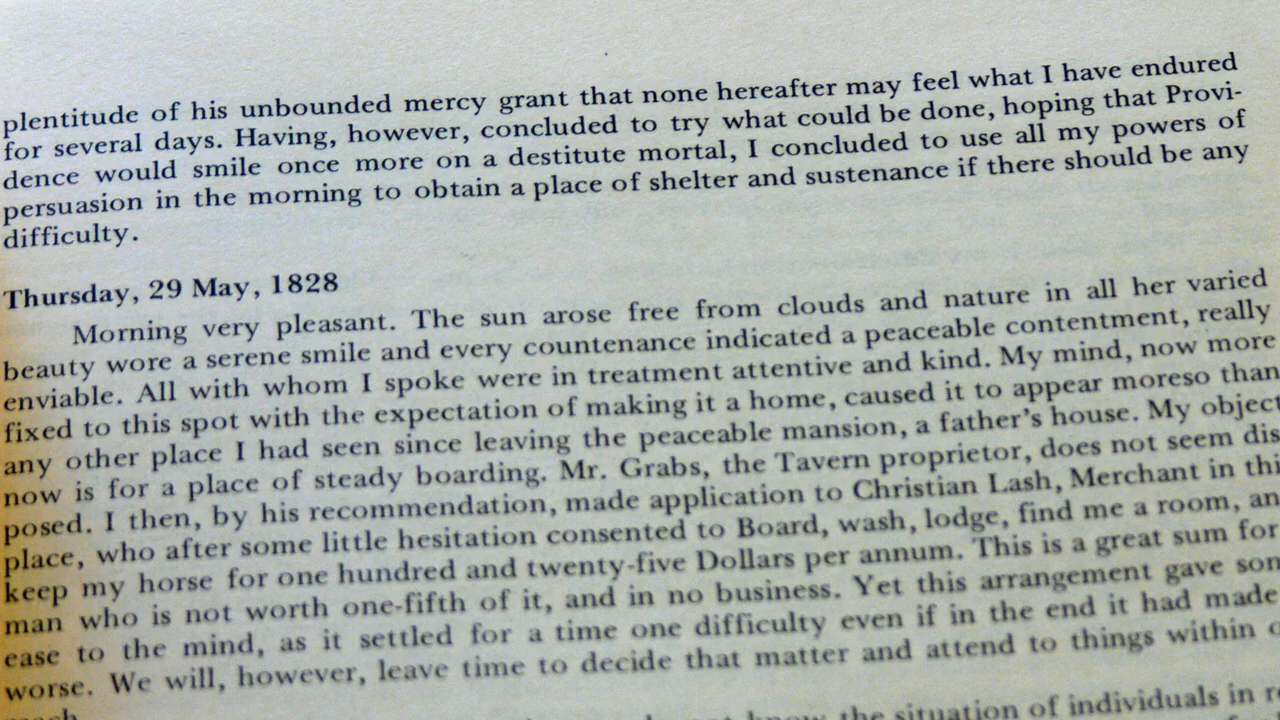 plentitude of his unbounded mercy grant that none hereafter may feel what I have endured
for several days. Having, however, concluded to try what could be done, hoping that Provi-
dence would smile once more on a destitute mortal, I concluded to use all my powers of
persuasion in the morning to obtain a place of shelter and sustenance if there should be any
difficulty.
Thursday, 29 May, 1828
Morning very pleasant. The sun arose free from clouds and nature in all her varied
beauty wore a serene smile and every countenance indicated a peaceable contentment, really
enviable. All with whom I spoke were in treatment attentive and kind. My mind, now more
fixed to this spot with the expectation of making it a home, caused it to appear moreso than
any other place I had seen since leaving the peaceable mansion, a father's house. My object
now is for a place of steady boarding. Mr. Grabs, the Tavern proprietor, does not seem dis
posed. I then, by his recommendation, made application to Christian Lash, Merchant in thi
place, who after some little hesitation consented to Board, wash, lodge, find me a room, an
keep my horse for one hundred and twenty-five Dollars per annum. This is a great sum for
man who is not worth one-fifth of it, and in no business. Yet this arrangement gave som
ease to the mind, as it settled for a time one difficulty even if in the end it had made
worse. We will, however, leave time to decide that matter and attend to things within o
know the situation of individuals in re